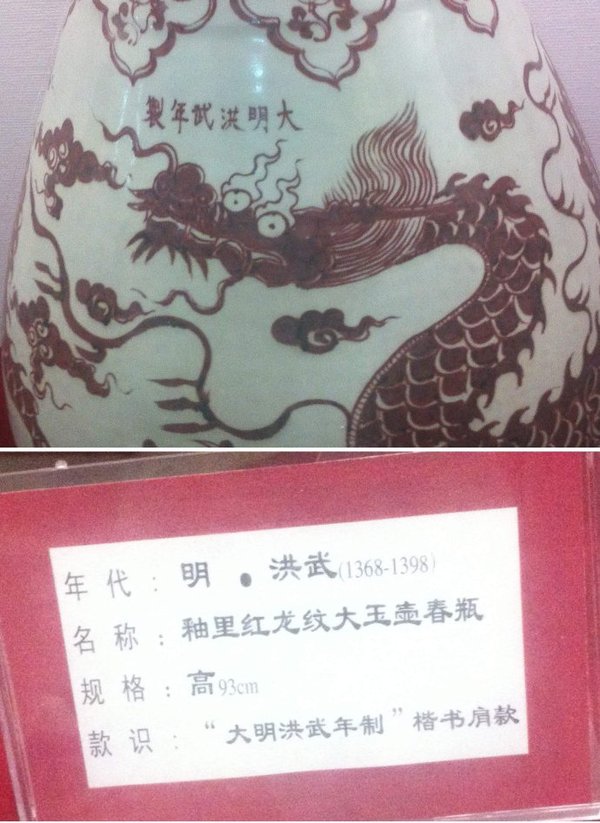 大明洪武年製
年代：明 • 洪武(1368-1398)
名称：釉里红龙纹大玉壶春瓶
规格：高93cm
款识：“大明洪武年制”楷书肩款